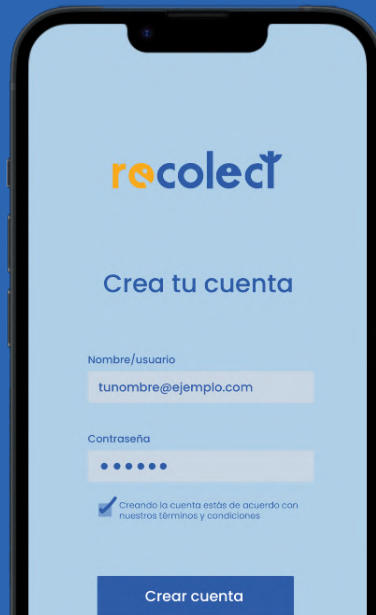 recolect
Crea tu cuenta
Nombre/usuario
tunombre@ejemplo.com
Contraseña
Creando la cuenta estás de acuerdo con
nuestros términos y condiciones
Crear cuenta